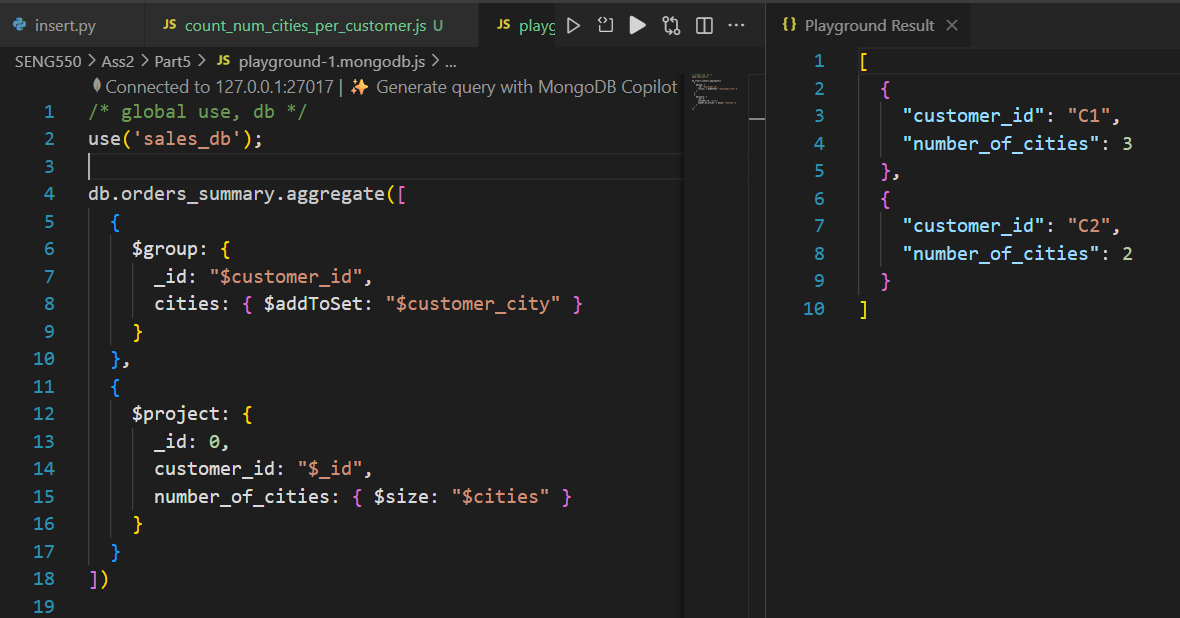 insert.py
JS count_num_cities_per_customer.js U
JS playg
{} Playground Result
SENG550 > Ass2 > Part5 > JS playground-1.mongodb.js > ...
Connected to 127.0.0.1:27017 | ✨ Generate query with MongoDB Copilot
1 /* global use, db */
2 use('sales_db');
3
4 db.orders_summary.aggregate([
5 {
6 $group: {
7 _id: "$customer_id",
8 cities: { $addToSet: "$customer_city" }
9 }
10 },
11 {
12 $project: {
13 _id: 0,
14 customer_id: "$_id",
15 number_of_cities: { $size: "$cities" }
16 }
17 }
18 ])
19
1 [
2 {
3 "customer_id": "C1",
4 "number_of_cities": 3
5 },
6 {
7 "customer_id": "C2",
8 "number_of_cities": 2
9 }
10 ]